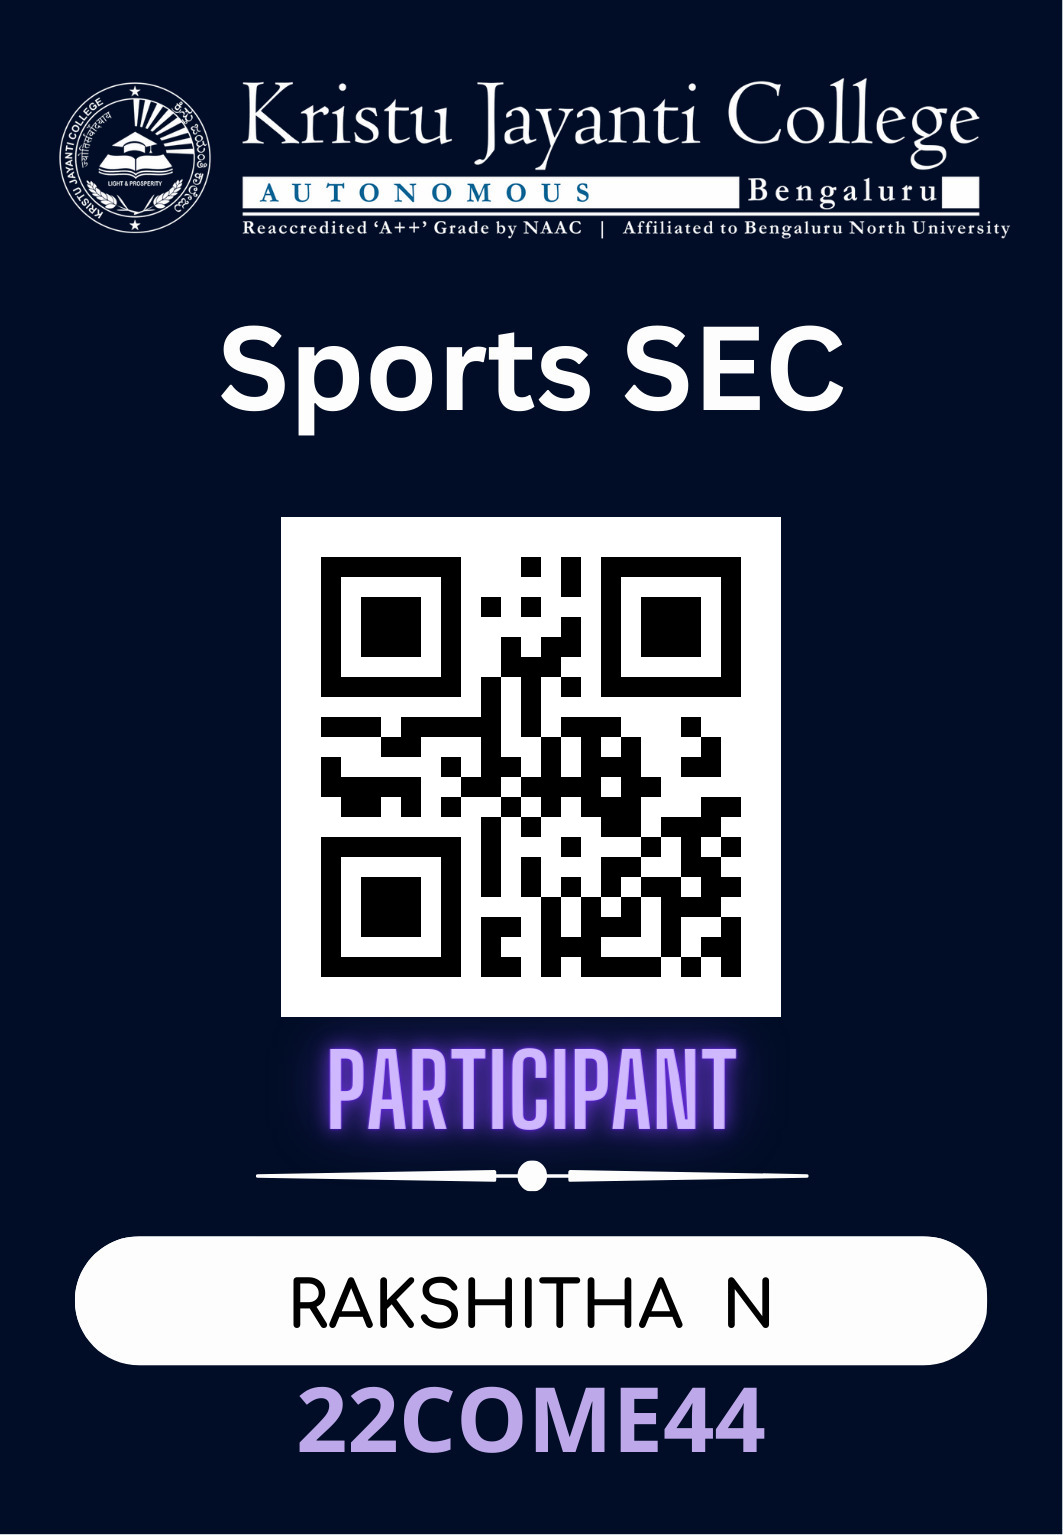 KRISTU JAYANTI COLLEGE
LIGHT & PROSPERITY
Kristu Jayanti College
AUTONOMOUS Bengaluru
Reaccredited ‘A++’ Grade by NAAC | Affiliated to Bengaluru North University
Sports SEC
PARTICIPANT
RAKSHITHA N
22COME44